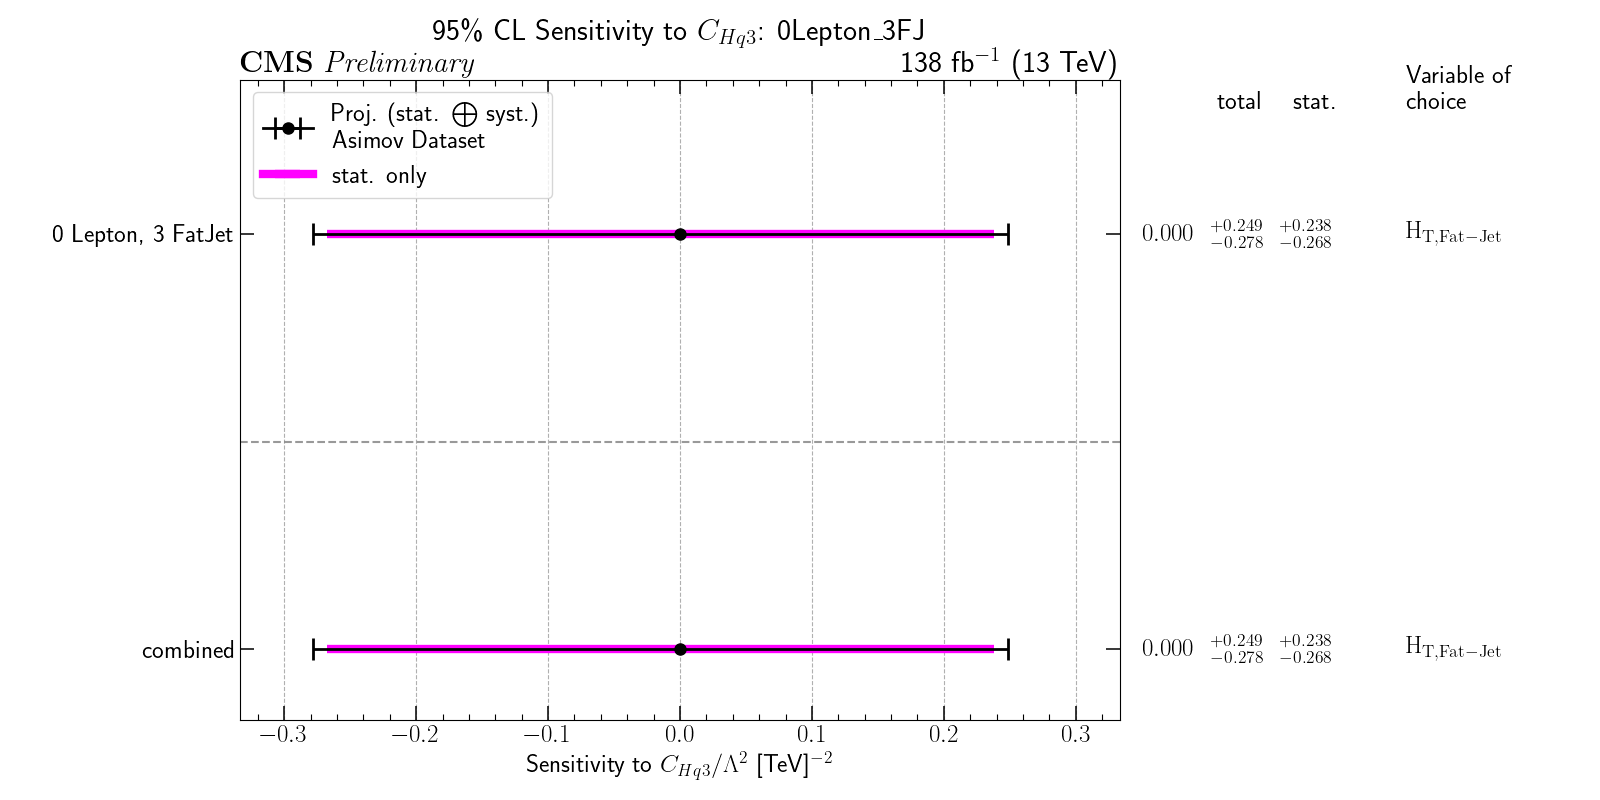 95% CL Sensitivity to C_{Hq3}: 0Lepton_3FJ
CMS Preliminary 138 fb⁻¹ (13 TeV)
Variable of
total stat. choice
Proj. (stat. ⨁ syst.)
Asimov Dataset
stat. only
0 Lepton, 3 FatJet 0.000 +0.249 −0.278 +0.238 −0.268 H_{T,Fat−Jet}
combined 0.000 +0.249 −0.278 +0.238 −0.268 H_{T,Fat−Jet}
−0.3 −0.2 −0.1 0.0 0.1 0.2 0.3
Sensitivity to C_{Hq3}/Λ² [TeV]⁻²